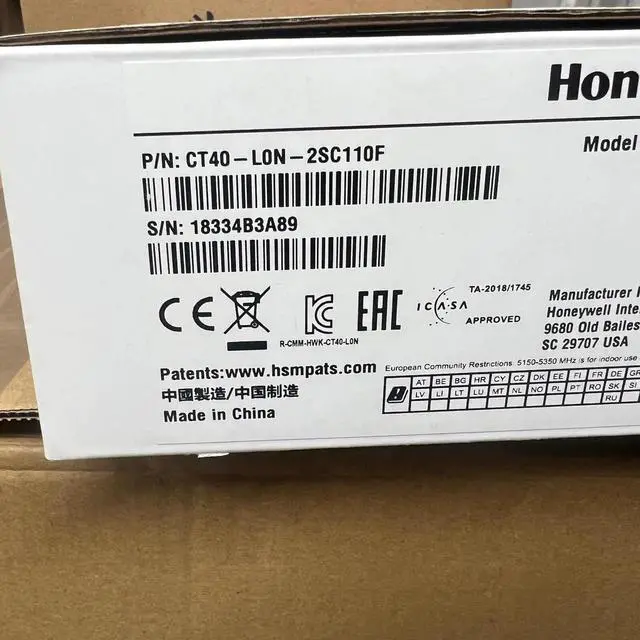 Hon
P/N: CT40-L0N-2SC110F
Model
S/N: 18334B3A89
CE
EAC
ICASA
TA-2018/1745
APPROVED
R-CMM-HWK-CT40-L0N
Manufacturer
Honeywell Inte
9680 Old Bailes
SC 29707 USA
Patents:www.hsmpats.com
中國製造/中国制造
Made in China
European Community Restrictions: 5150-5350 MHz is for indoor use
AT BE BG HR CY CZ DK EE FI FR DE GR
LV LI LT LU MT NL NO PL PT RO SK SI
RU